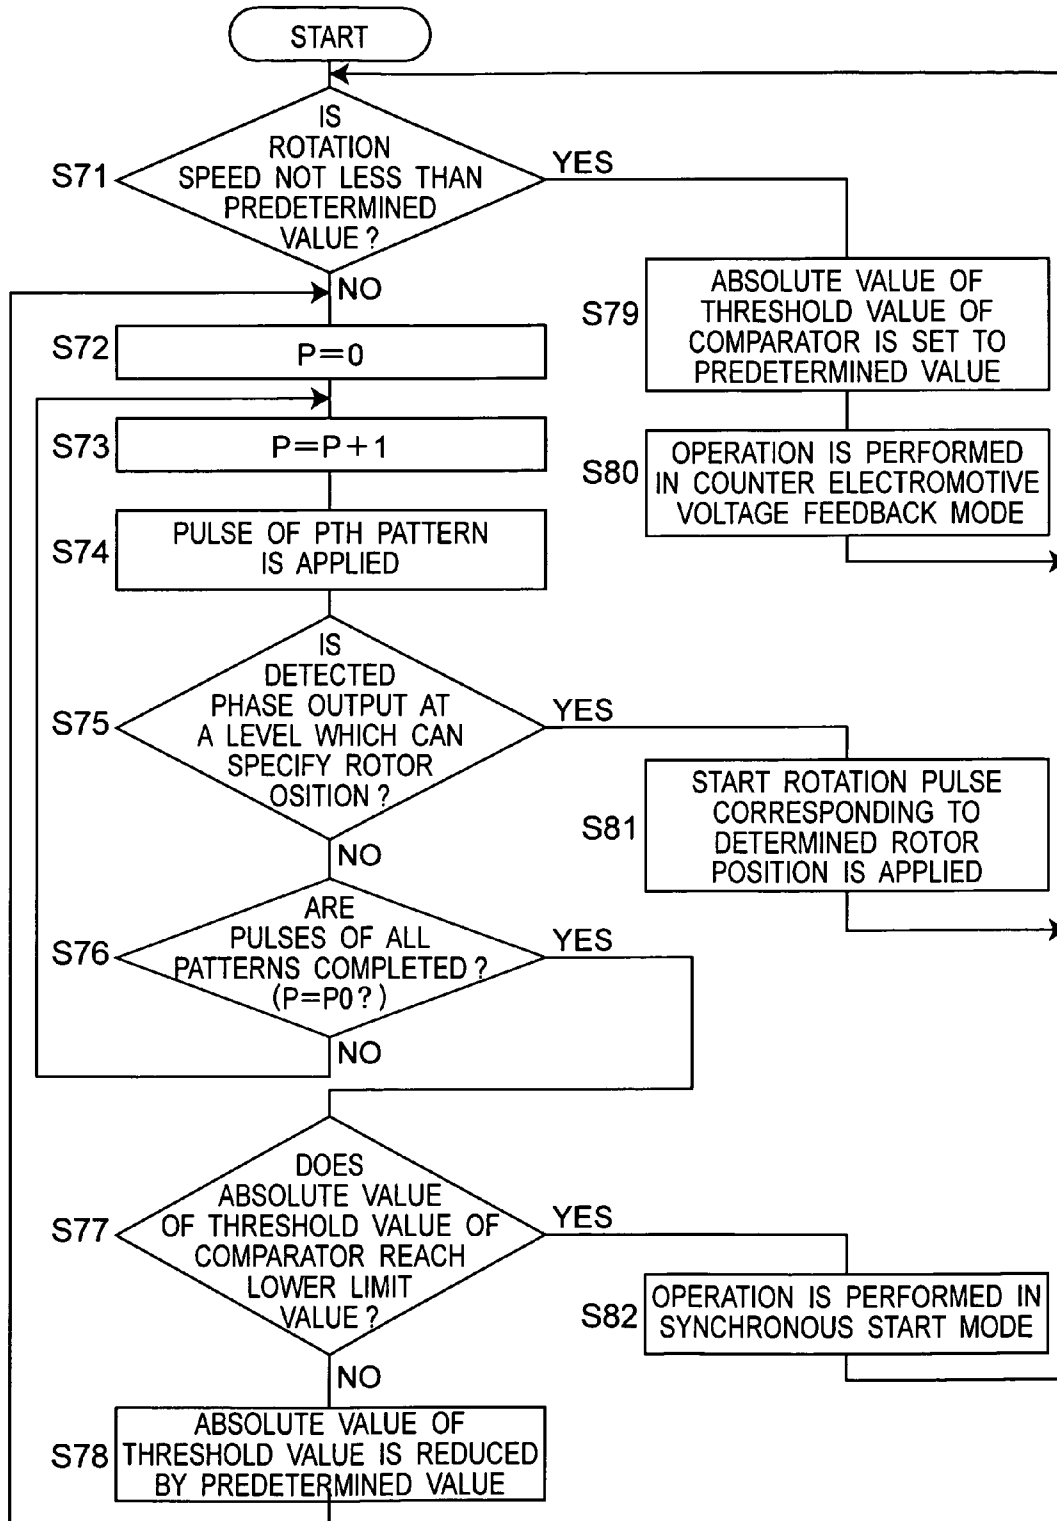 START
IS
ROTATION
SPEED NOT LESS THAN
PREDETERMINED
VALUE?
S71
YES
NO
S72
P=0
S73
P=P+1
S74
PULSE OF PTH PATTERN
IS APPLIED
S79
ABSOLUTE VALUE OF
THRESHOLD VALUE OF
COMPARATOR IS SET TO
PREDETERMINED VALUE
S80
OPERATION IS PERFORMED
IN COUNTER ELECTROMOTIVE
VOLTAGE FEEDBACK MODE
S75
IS
DETECTED
PHASE OUTPUT AT
A LEVEL WHICH CAN
SPECIFY ROTOR
OSITION?
YES
NO
S81
START ROTATION PULSE
CORRESPONDING TO
DETERMINED ROTOR
POSITION IS APPLIED
S76
ARE
PULSES OF ALL
PATTERNS COMPLETED?
(P=P0?)
YES
NO
S77
DOES
ABSOLUTE VALUE
OF THRESHOLD VALUE OF
COMPARATOR REACH
LOWER LIMIT
VALUE?
YES
NO
S82
OPERATION IS PERFORMED IN
SYNCHRONOUS START MODE
S78
ABSOLUTE VALUE OF
THRESHOLD VALUE IS REDUCED
BY PREDETERMINED VALUE